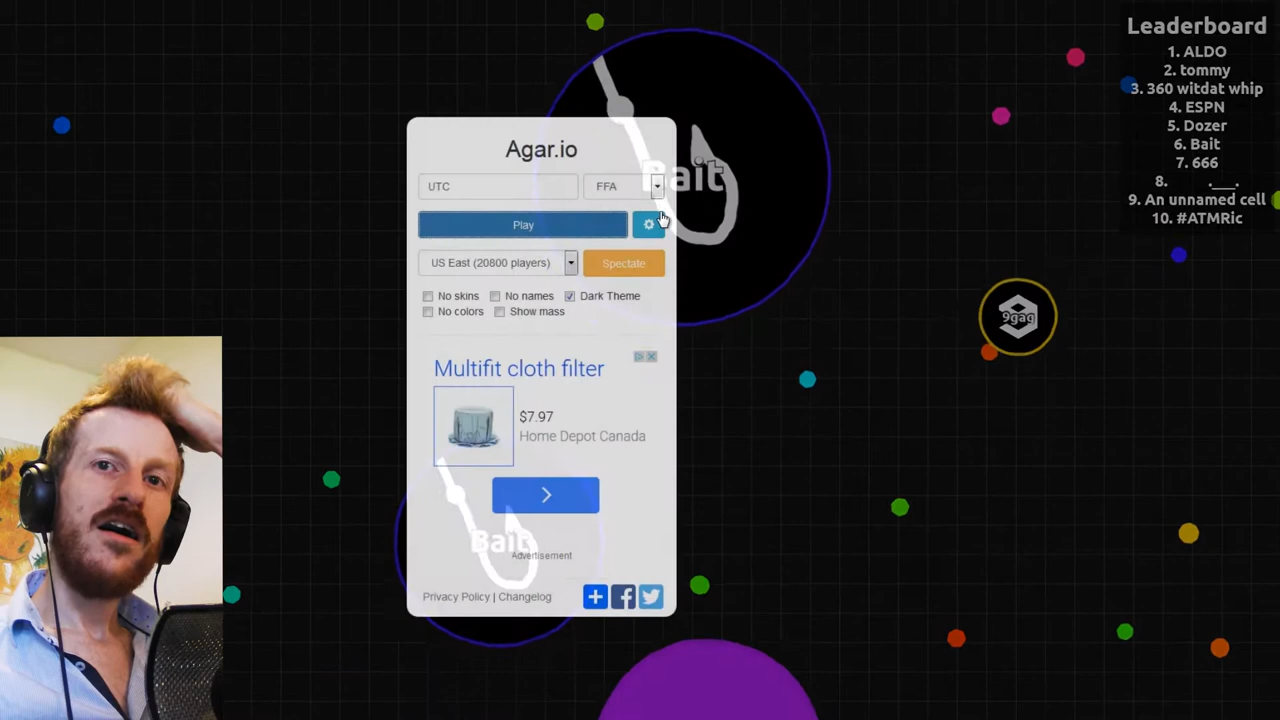 Agar.io
UTC
FFA
Play
US East (20800 players)
Spectate
No skins
No names
Dark Theme
No colors
Show mass
Multifit cloth filter
$7.97
Home Depot Canada
Advertisement
Privacy Policy | Changelog
Bait
Bait
9gag
Leaderboard
1. ALDO
2. tommy
3. 360 witdat whip
4. ESPN
5. Dozer
6. Bait
7. 666
8. .___.
9. An unnamed cell
10. #ATMRic